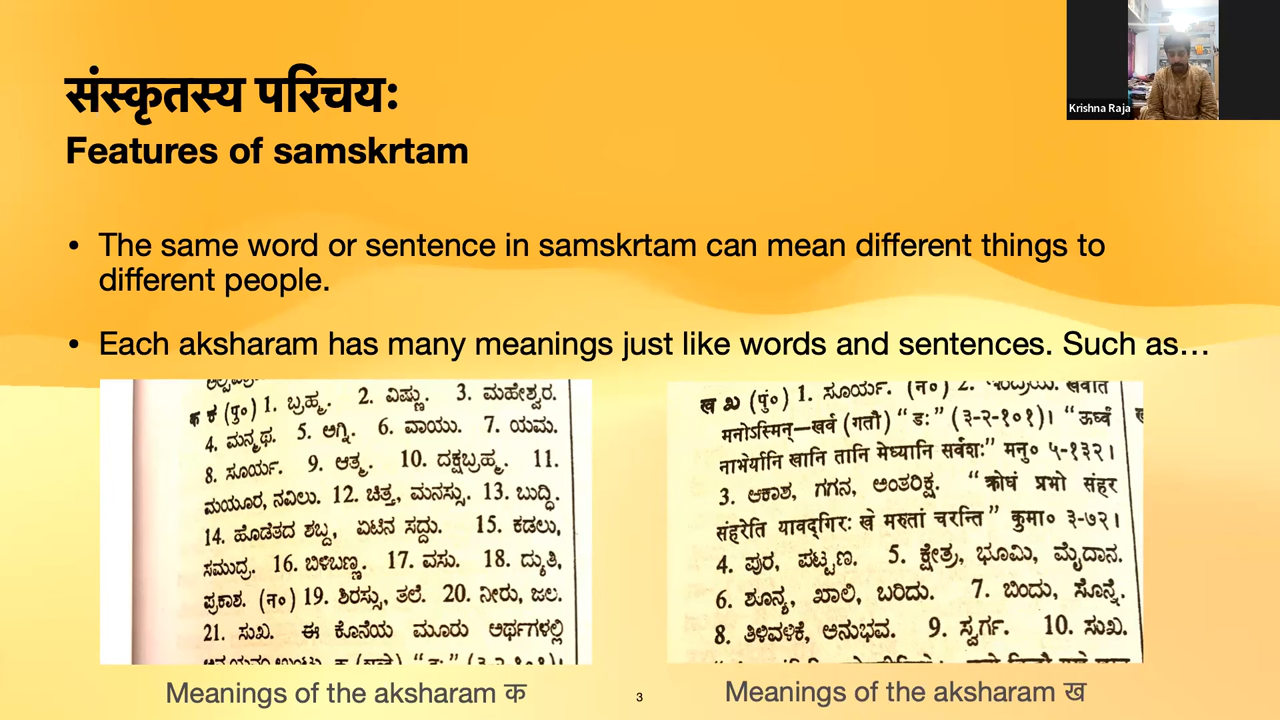 संस्कृतस्य परिचयः
Features of samskrtam
Krishna Raja
• The same word or sentence in samskrtam can mean different things to
different people.
• Each aksharam has many meanings just like words and sentences. Such as…
क ಕ (पुं०) 1. ಬ್ರಹ್ಮ. 2. ವಿಷ್ಣು. 3. ಮಹೇಶ್ವರ.
4. ಮನ್ಮಥ. 5. ಅಗ್ನಿ. 6. ವಾಯು. 7. ಯಮ.
8. ಸೂರ್ಯ. 9. ಆತ್ಮ. 10. ದಕ್ಷಬ್ರಹ್ಮ. 11.
ಮಯೂರ, ನವಿಲು. 12. ಚಿತ್ತ, ಮನಸ್ಸು. 13. ಬುದ್ಧಿ.
14. ಹೊಡೆತದ ಶಬ್ದ, ಏಟಿನ ಸದ್ದು. 15. ಕಡಲು,
ಸಮುದ್ರ. 16. ಬಿಳಿಬಣ್ಣ. 17. ವಸು. 18. ದ್ಯುತಿ,
ಪ್ರಕಾಶ. (न०) 19. ಶಿರಸ್ಸು, ತಲೆ. 20. ನೀರು, ಜಲ.
21. ಸುಖ. ಈ ಕೊನೆಯ ಮೂರು ಅರ್ಥಗಳಲ್ಲಿ
Meanings of the aksharam क
ख ಖ (पुं०) 1. ಸೂರ್ಯ. (न०) 2. खर्वति
मनोऽस्मिन्—खर्व (गतौ) “ डः” (३-२-१०१)। “ ऊर्ध्वं
नाभेर्यानि खानि तानि मेध्यानि सर्वशः” मनु० ५-१३२।
3. ಆಕಾಶ, ಗಗನ, ಅಂತರಿಕ್ಷ. “ क्रोधं प्रभो संहर
संहरेति यावद्गिरः खे मरुतां चरन्ति” कुमा० ३-७२।
4. ಪುರ, ಪಟ್ಟಣ. 5. ಕ್ಷೇತ್ರ, ಭೂಮಿ, ಮೈದಾನ.
6. ಶೂನ್ಯ, ಖಾಲಿ, ಬರಿದು. 7. ಬಿಂದು, ಸೊನ್ನೆ.
8. ತಿಳಿವಳಿಕೆ, ಅನುಭವ. 9. ಸ್ವರ್ಗ. 10. ಸುಖ.
Meanings of the aksharam ख
3